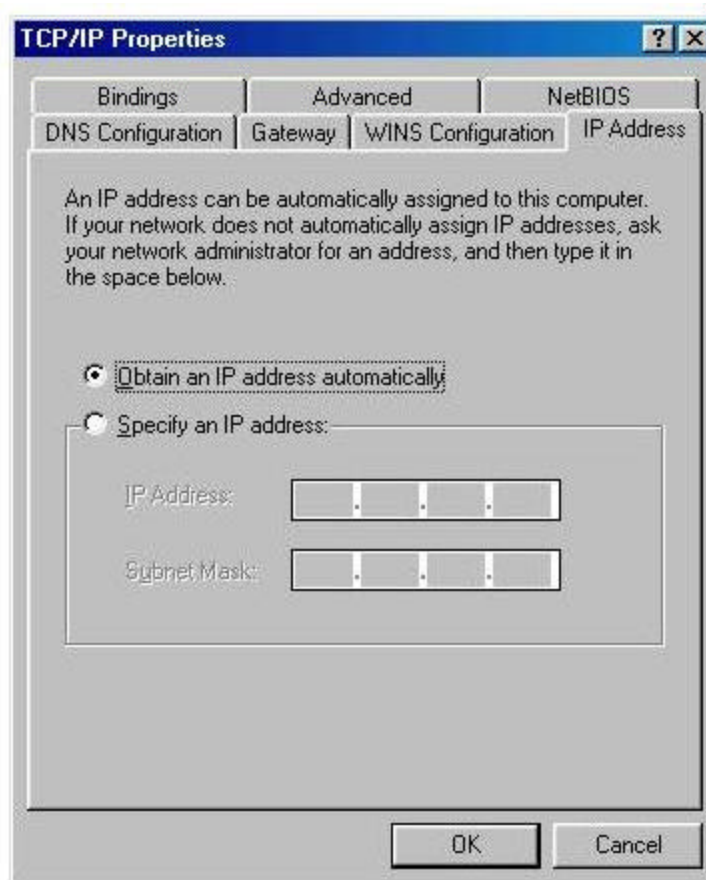 TCP/IP Properties
Bindings Advanced NetBIOS
DNS Configuration Gateway WINS Configuration IP Address
An IP address can be automatically assigned to this computer.
If your network does not automatically assign IP addresses, ask
your network administrator for an address, and then type it in
the space below.
Obtain an IP address automatically
Specify an IP address:
IP Address:
Subnet Mask:
OK Cancel